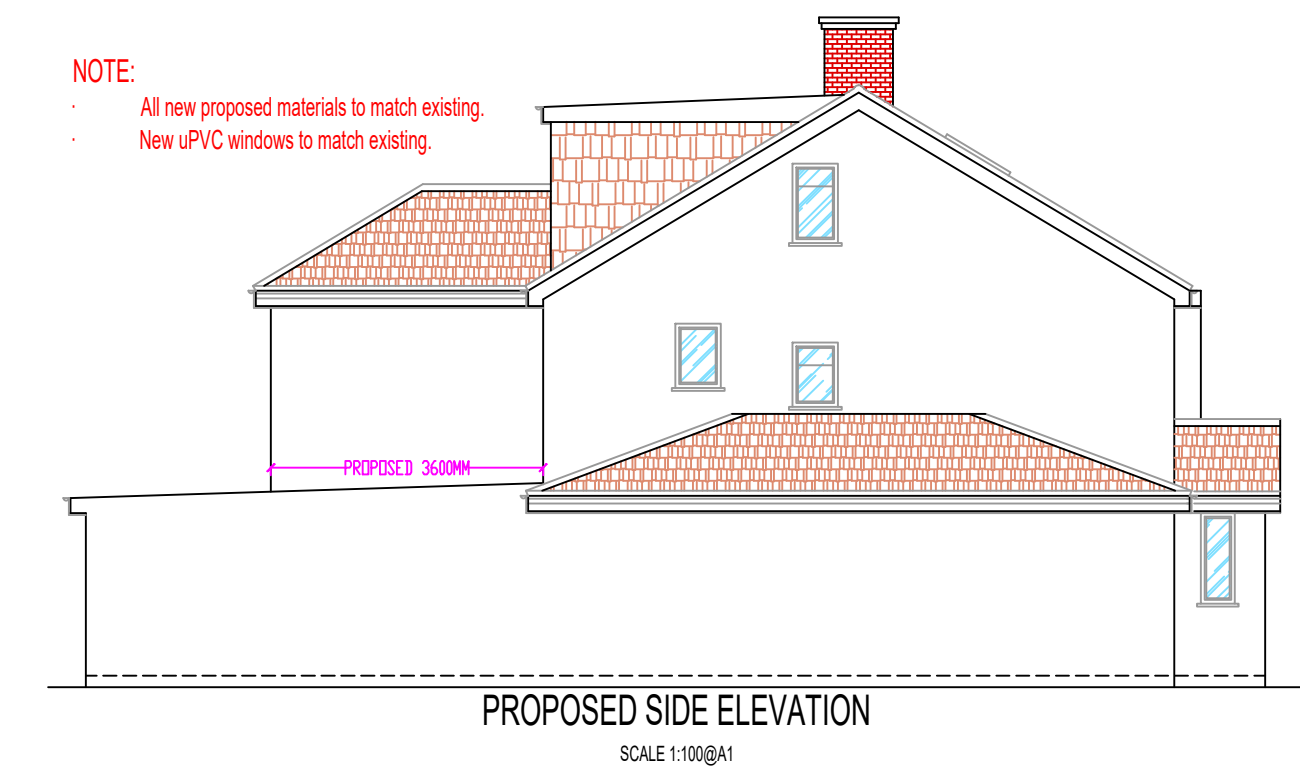 NOTE:
· All new proposed materials to match existing.
· New uPVC windows to match existing.
PROPOSED 3600MM
PROPOSED SIDE ELEVATION
SCALE 1:100@A1